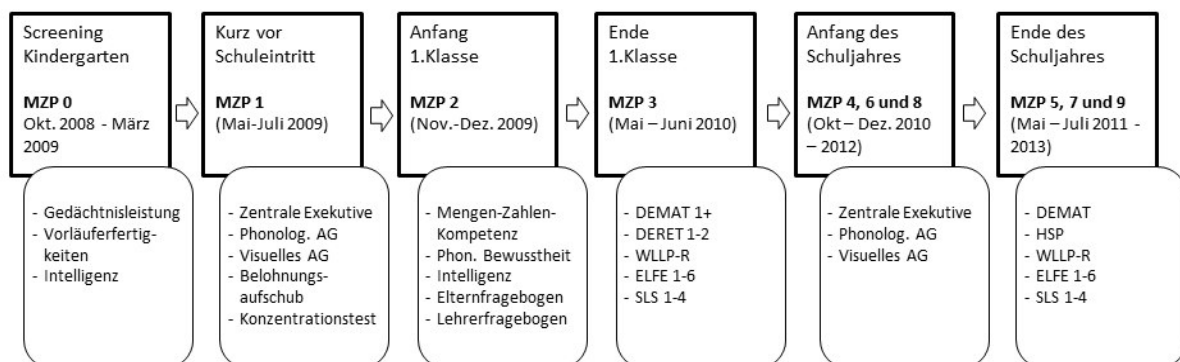 Screening
Kindergarten
MZP 0
Okt. 2008 - März
2009
- Gedächtnisleistung
- Vorläuferfertig-
keiten
- Intelligenz
Kurz vor
Schuleintritt
MZP 1
(Mai-Juli 2009)
- Zentrale Exekutive
- Phonolog. AG
- Visuelles AG
- Belohnungs-
aufschub
- Konzentrationstest
Anfang
1.Klasse
MZP 2
(Nov.-Dez. 2009)
- Mengen-Zahlen-
Kompetenz
- Phon. Bewusstheit
- Intelligenz
- Elternfragebogen
- Lehrerfragebogen
Ende
1.Klasse
MZP 3
(Mai – Juni 2010)
- DEMAT 1+
- DERET 1-2
- WLLP-R
- ELFE 1-6
- SLS 1-4
Anfang des
Schuljahres
MZP 4, 6 und 8
(Okt – Dez. 2010
– 2012)
- Zentrale Exekutive
- Phonolog. AG
- Visuelles AG
Ende des
Schuljahres
MZP 5, 7 und 9
(Mai – Juli 2011 -
2013)
- DEMAT
- HSP
- WLLP-R
- ELFE 1-6
- SLS 1-4